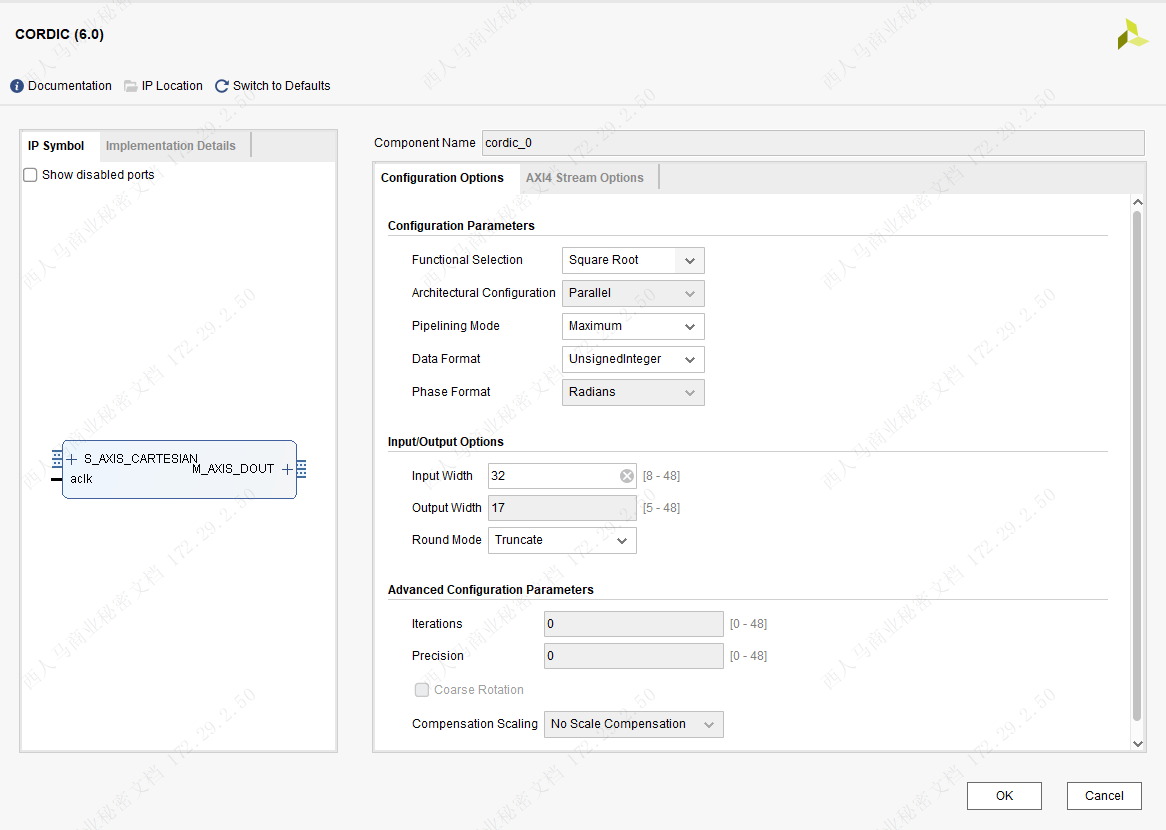 CORDIC (6.0)
Documentation IP Location Switch to Defaults
IP Symbol Implementation Details
Show disabled ports
S_AXIS_CARTESIAN
M_AXIS_DOUT
aclk
Component Name cordic_0
Configuration Options AXI4 Stream Options
Configuration Parameters
Functional Selection Square Root
Architectural Configuration Parallel
Pipelining Mode Maximum
Data Format UnsignedInteger
Phase Format Radians
Input/Output Options
Input Width 32 [8 - 48]
Output Width 17 [5 - 48]
Round Mode Truncate
Advanced Configuration Parameters
Iterations 0 [0 - 48]
Precision 0 [0 - 48]
Coarse Rotation
Compensation Scaling No Scale Compensation
OK Cancel
西人马商业秘密文档 172.29.2.50